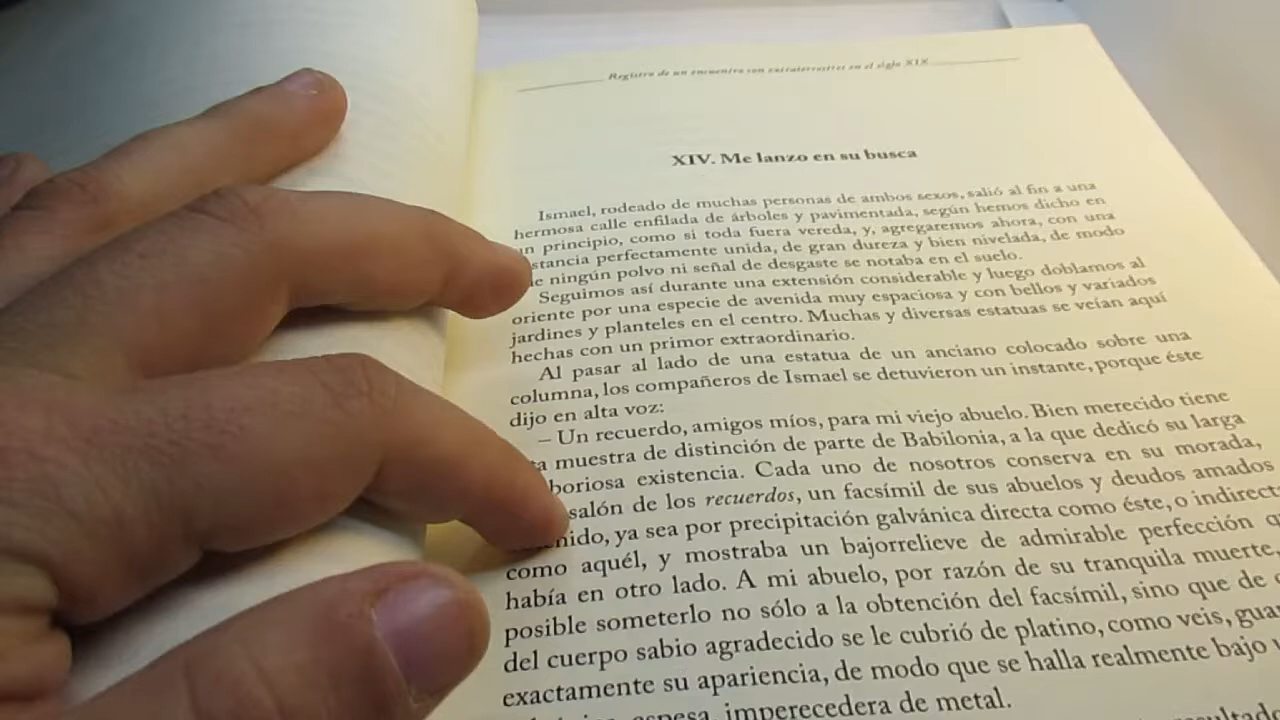 Registro de un encuentro con extraterrestres en el siglo XIX
XIV. Me lanzo en su busca
Ismael, rodeado de muchas personas de ambos sexos, salió al fin a una
hermosa calle enfilada de árboles y pavimentada, según hemos dicho en
un principio, como si toda fuera vereda, y, agregaremos ahora, con una
stancia perfectamente unida, de gran dureza y bien nivelada, de modo
e ningún polvo ni señal de desgaste se notaba en el suelo.
Seguimos así durante una extensión considerable y luego doblamos al
oriente por una especie de avenida muy espaciosa y con bellos y variados
jardines y planteles en el centro. Muchas y diversas estatuas se veían aquí
hechas con un primor extraordinario.
Al pasar al lado de una estatua de un anciano colocado sobre una
columna, los compañeros de Ismael se detuvieron un instante, porque éste
dijo en alta voz:
– Un recuerdo, amigos míos, para mi viejo abuelo. Bien merecido tiene
ta muestra de distinción de parte de Babilonia, a la que dedicó su larga
boriosa existencia. Cada uno de nosotros conserva en su morada,
salón de los recuerdos, un facsímil de sus abuelos y deudos amados
nido, ya sea por precipitación galvánica directa como éste, o indirect
como aquél, y mostraba un bajorrelieve de admirable perfección q
había en otro lado. A mi abuelo, por razón de su tranquila muerte,
posible someterlo no sólo a la obtención del facsímil, sino que de
del cuerpo sabio agradecido se le cubrió de platino, como veis, gua
exactamente su apariencia, de modo que se halla realmente bajo
espesa, imperecedera de metal.